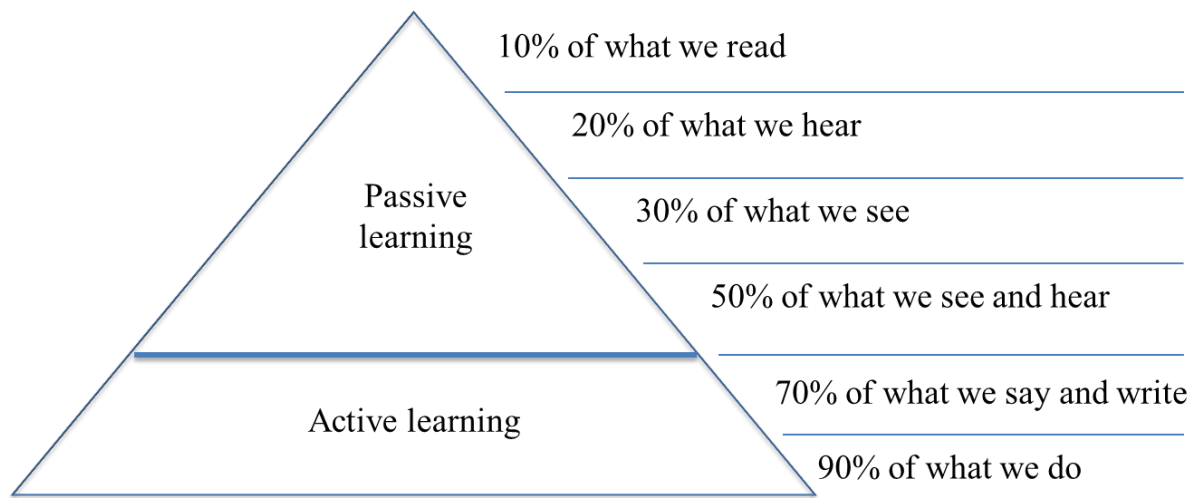 10% of what we read
20% of what we hear
30% of what we see
50% of what we see and hear
70% of what we say and write
90% of what we do
Passive
learning
Active learning